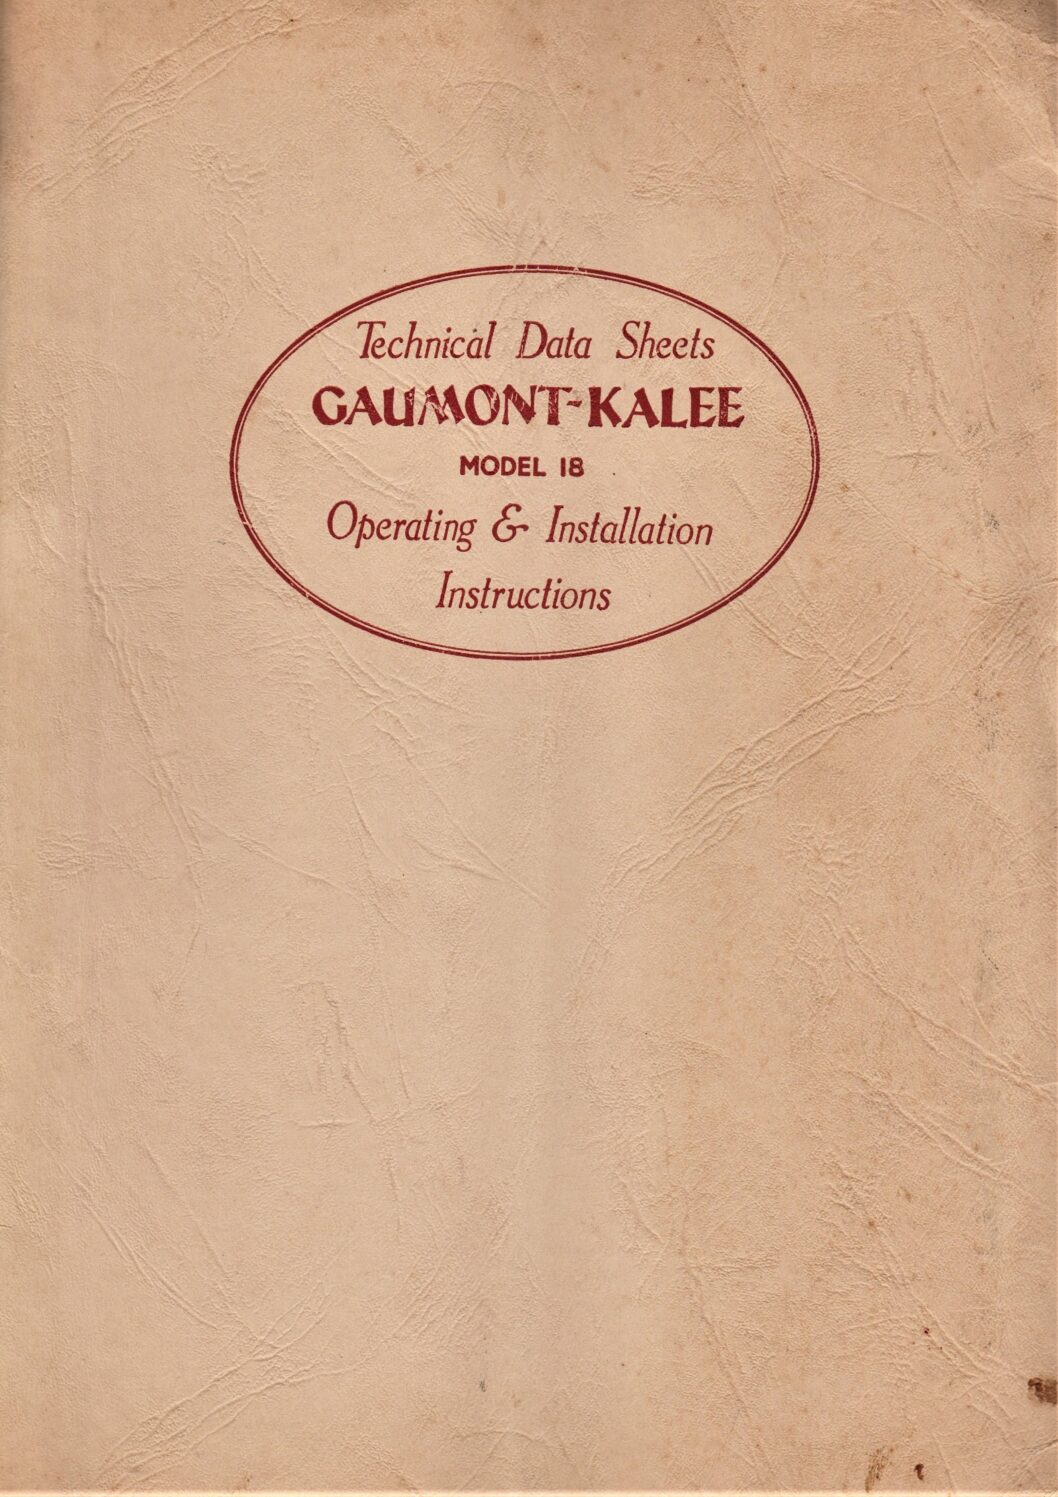 Technical Data Sheets
GAUMONT-KALEE
MODEL 18
Operating & Installation
Instructions